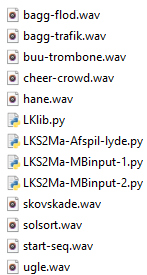 bagg-flod.wav
bagg-trafik.wav
buu-trombone.wav
cheer-crowd.wav
hane.wav
LKlib.py
LKS2Ma-Afspil-lyde.py
LKS2Ma-MBinput-1.py
LKS2Ma-MBinput-2.py
skovskade.wav
solsort.wav
start-seq.wav
ugle.wav